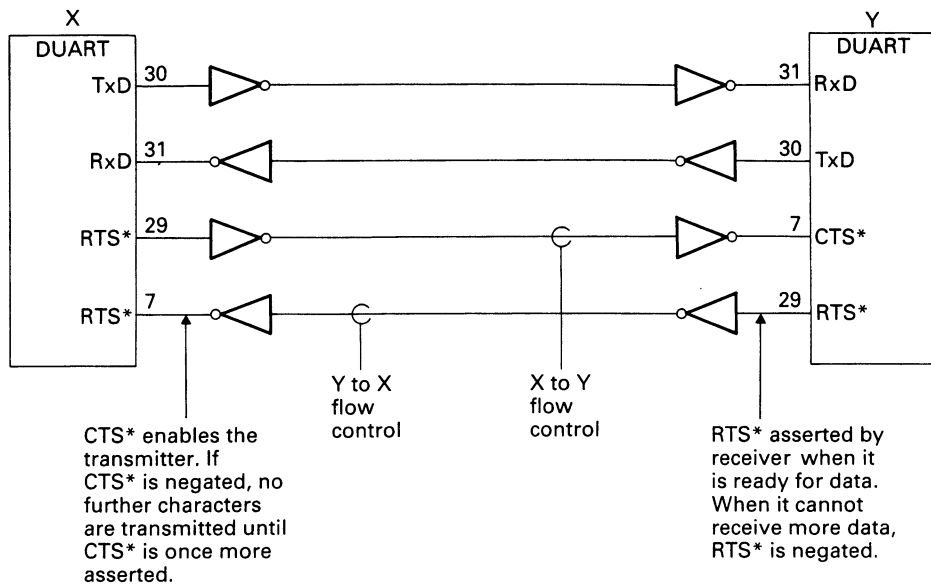 X
Y
DUART
DUART
TxD 30
31 RxD
RxD 31
30 TxD
RTS* 29
7 CTS*
RTS* 7
29 RTS*
Y to X
flow
control
X to Y
flow
control
CTS* enables the
transmitter. If
CTS* is negated, no
further characters
are transmitted until
CTS* is once more
asserted.
RTS* asserted by
receiver when it
is ready for data.
When it cannot
receive more data,
RTS* is negated.